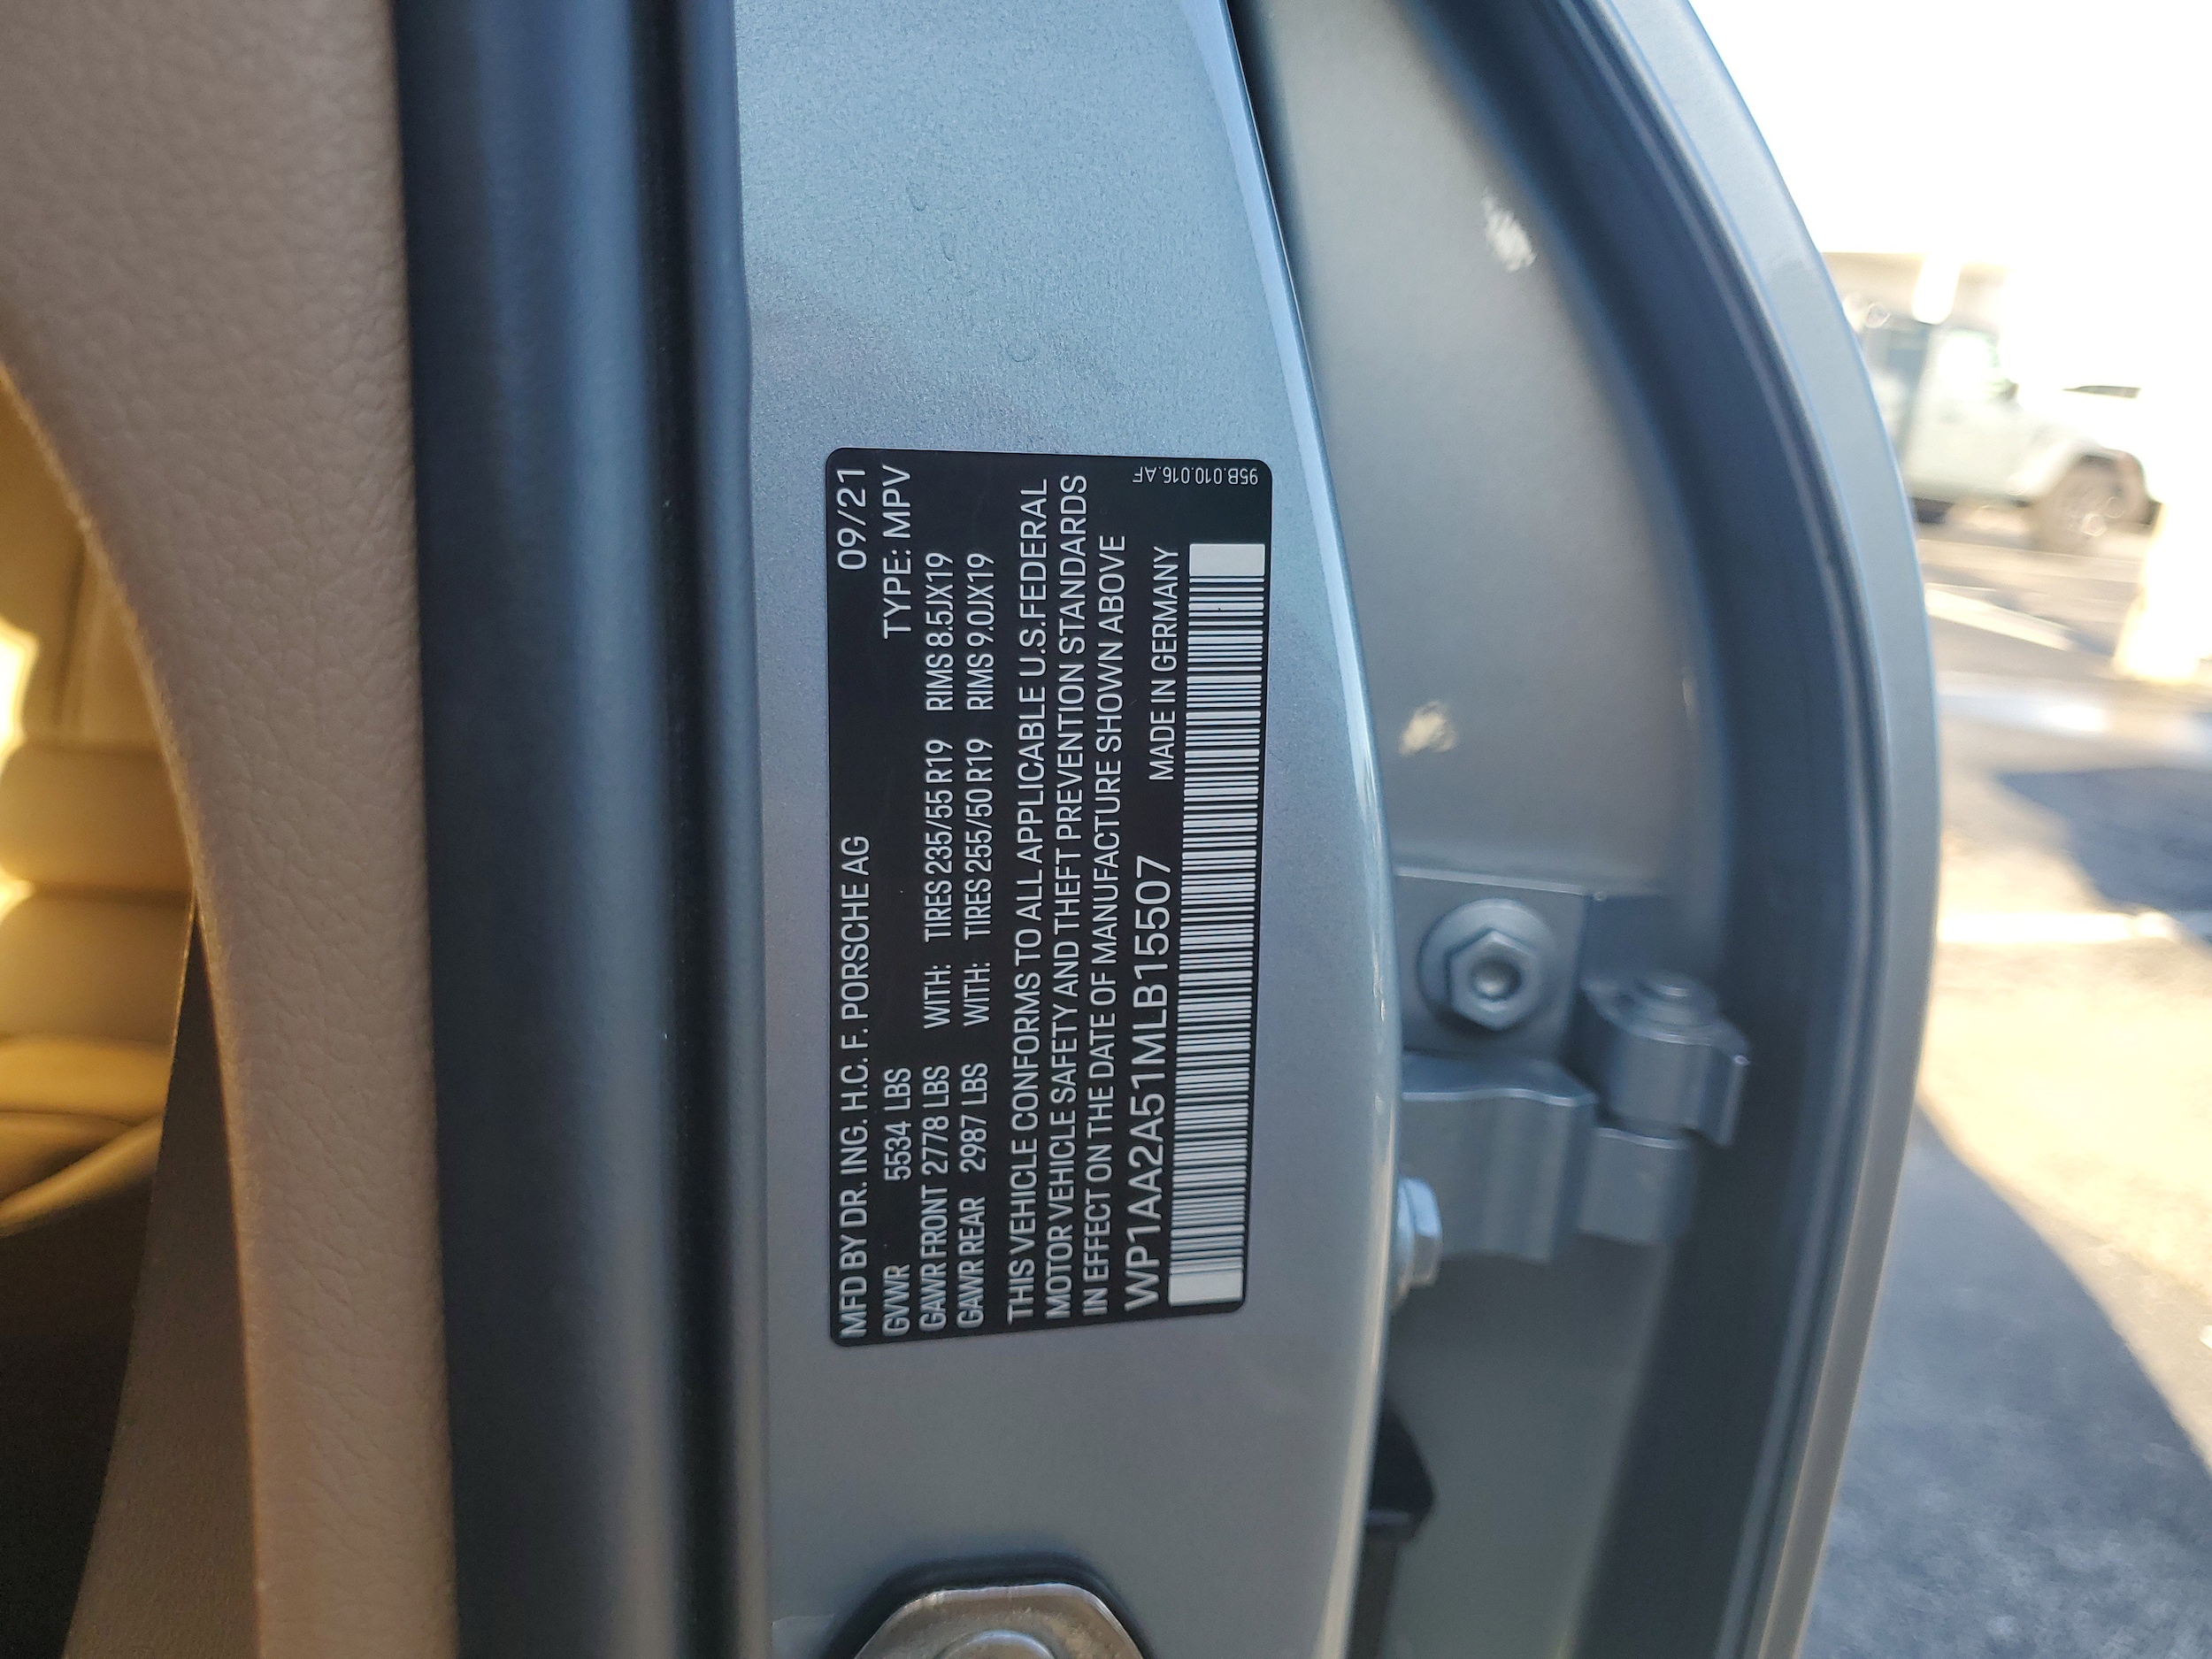 MFD BY DR. ING. H.C. F. PORSCHE AG 09/21
GVWR 5534 LBS TYPE: MPV
GAWR FRONT 2778 LBS WITH: TIRES 235/55 R19 RIMS 8.5JX19
GAWR REAR 2987 LBS WITH: TIRES 255/50 R19 RIMS 9.0JX19
THIS VEHICLE CONFORMS TO ALL APPLICABLE U.S.FEDERAL
MOTOR VEHICLE SAFETY AND THEFT PREVENTION STANDARDS
IN EFFECT ON THE DATE OF MANUFACTURE SHOWN ABOVE
WP1AA2A51MLB15507 MADE IN GERMANY
95B.010.016.AF